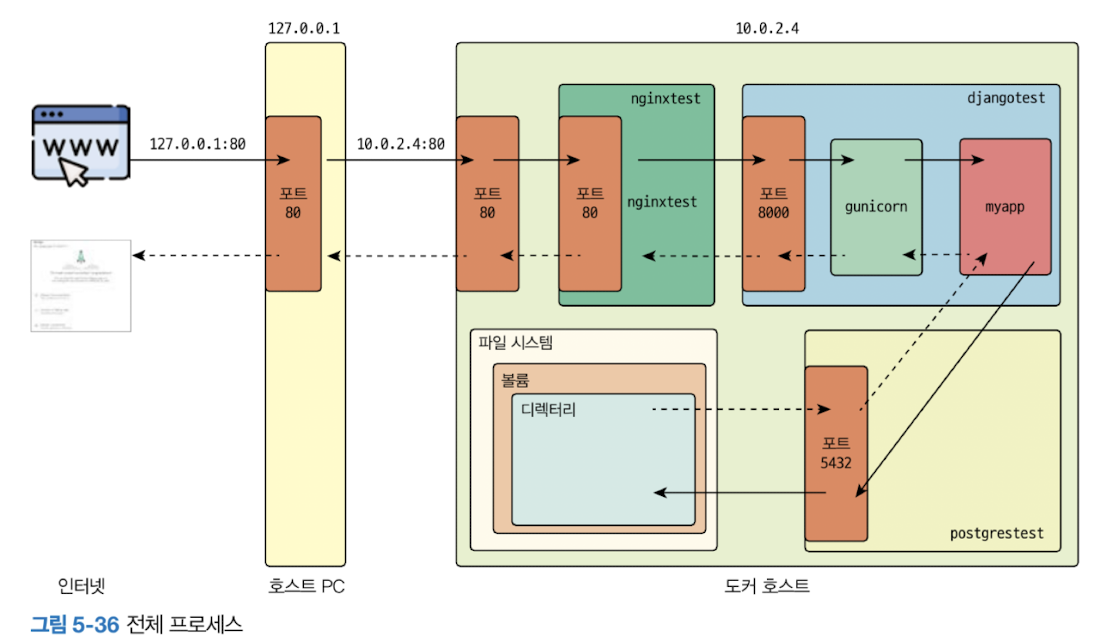 127.0.0.1
10.0.2.4
nginxtest
djangotest
WWW
127.0.0.1:80
10.0.2.4:80
포트
80
포트
80
포트
80
nginxtest
포트
8000
gunicorn
myapp
파일 시스템
볼륨
디렉터리
포트
5432
postgrestest
인터넷
호스트 PC
도커 호스트
그림 5-36 전체 프로세스